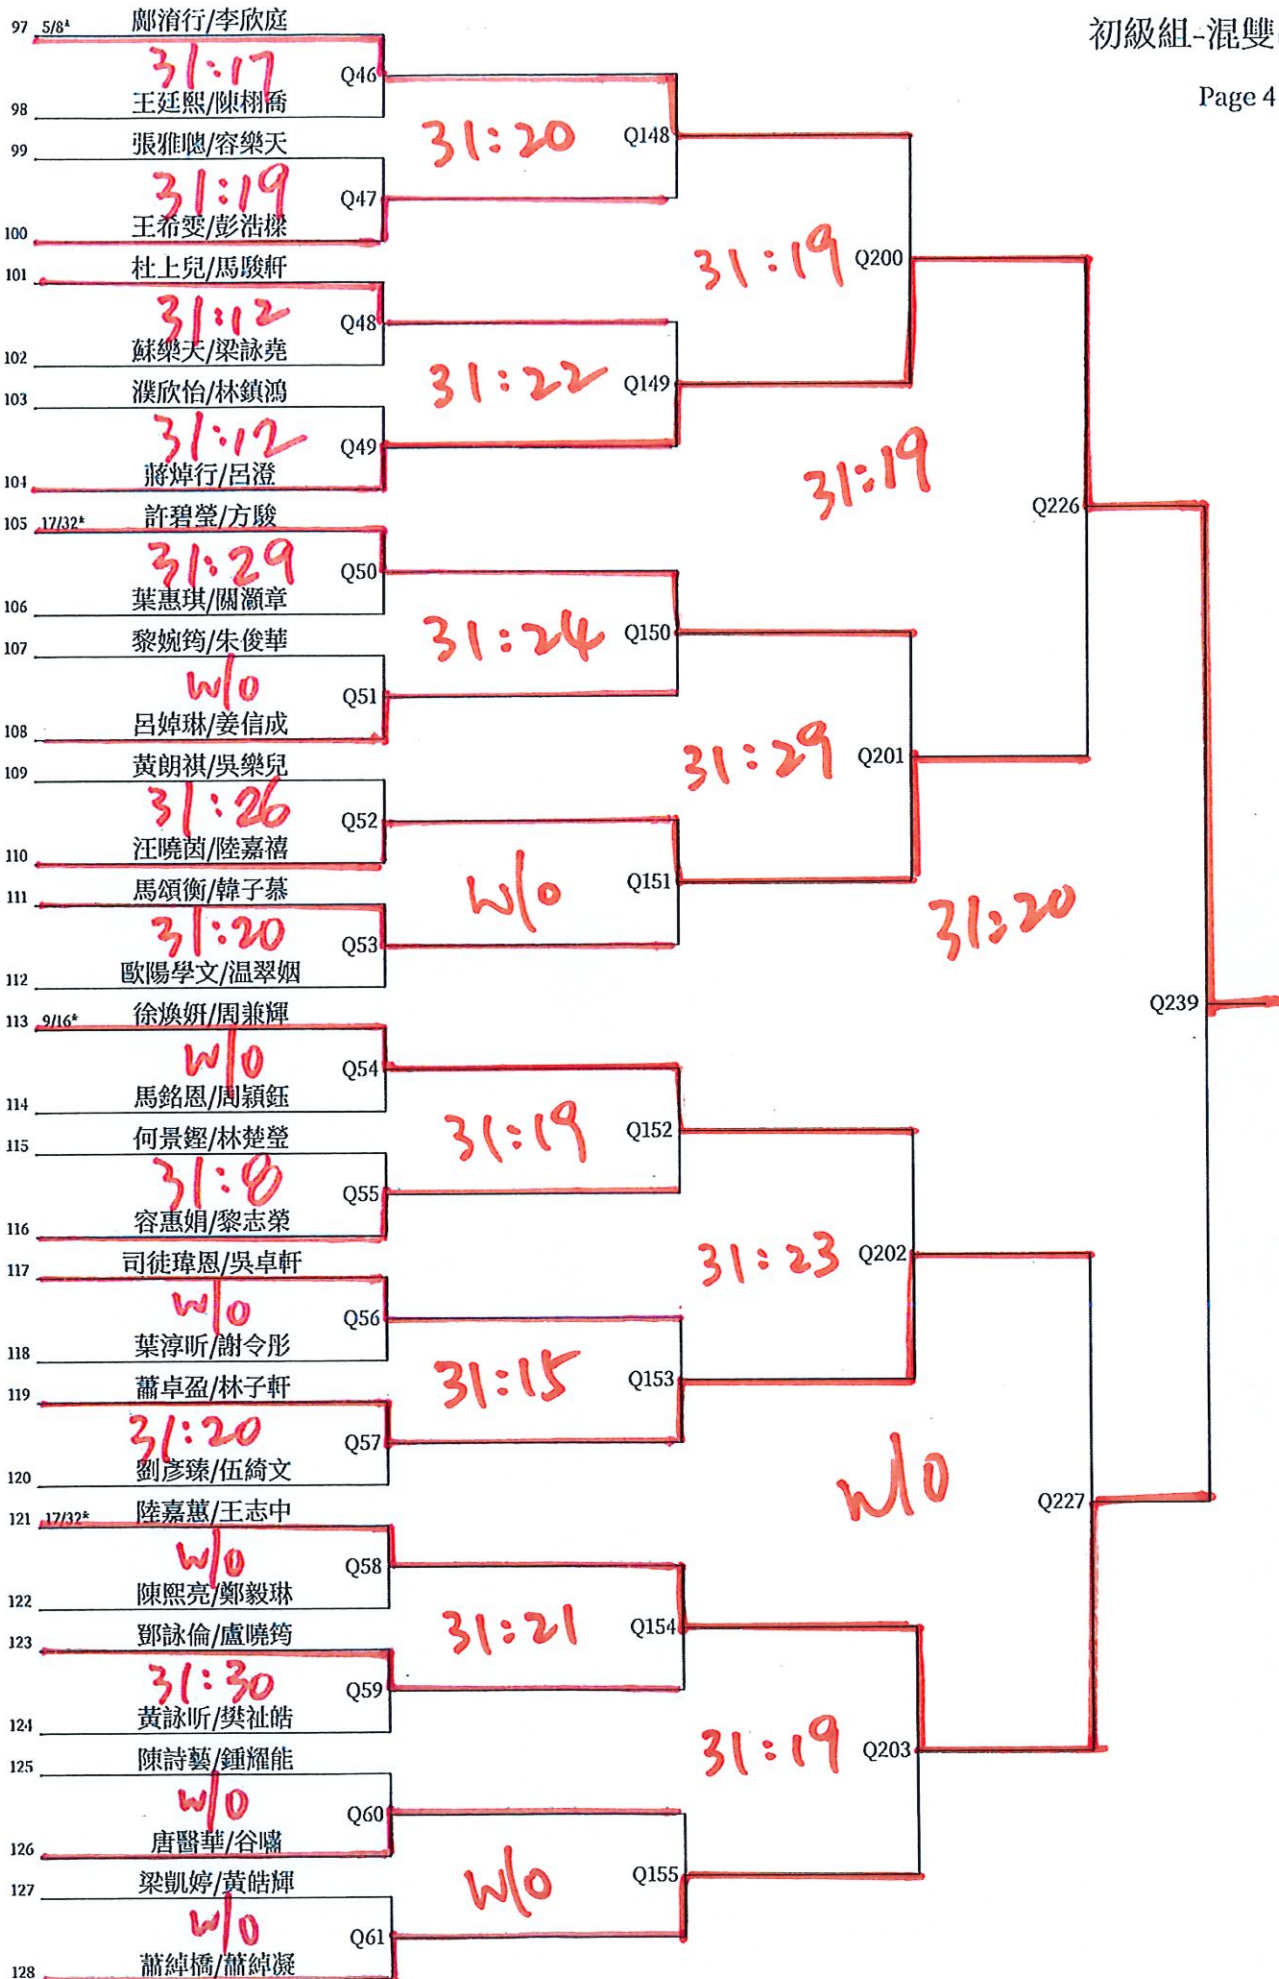 初級組-混雙
Page 4
97 5/8* 鄺淯行/李欣庭
31:17
Q46
98 王廷熙/陳栩喬
99 張雅聰/容樂天
31:19
Q47
100 王希雯/彭浩樑
31:20
Q148
101 杜上兒/馬駿軒
31:12
Q48
102 蘇樂天/梁詠堯
103 濮欣怡/林鎮鴻
31:12
Q49
104 蔣焯行/呂澄
31:22
Q149
31:19
Q200
105 17/32* 許碧瑩/方駿
31:29
Q50
106 葉惠琪/關灝章
107 黎婉筠/朱俊華
w/o
Q51
108 呂婥琳/姜信成
31:24
Q150
109 黃朗祺/吳樂兒
31:26
Q52
110 汪曉茵/陸嘉禧
111 馬頌衡/韓子慕
31:20
Q53
112 歐陽學文/温翠姻
w/o
Q151
31:29
Q201
31:19
Q226
113 9/16* 徐煥妍/周兼輝
w/o
Q54
114 馬銘恩/周穎鈺
115 何景鏗/林楚瑩
31:8
Q55
116 容惠娟/黎志榮
31:19
Q152
117 司徒瑋恩/吳卓軒
w/o
Q56
118 葉淳昕/謝令彤
119 蕭卓盈/林子軒
31:20
Q57
120 劉彥臻/伍綺文
31:15
Q153
31:23
Q202
121 17/32* 陸嘉蕙/王志中
w/o
Q58
122 陳熙亮/鄭毅琳
123 鄧詠倫/盧曉筠
31:30
Q59
124 黃詠昕/樊祉皓
31:21
Q154
125 陳詩藝/鍾耀能
w/o
Q60
126 唐醫華/谷嘯
127 梁凱婷/黃皓輝
w/o
Q61
128 蕭綽橋/蕭綽凝
w/o
Q155
31:19
Q203
w/o
Q227
31:20
Q239